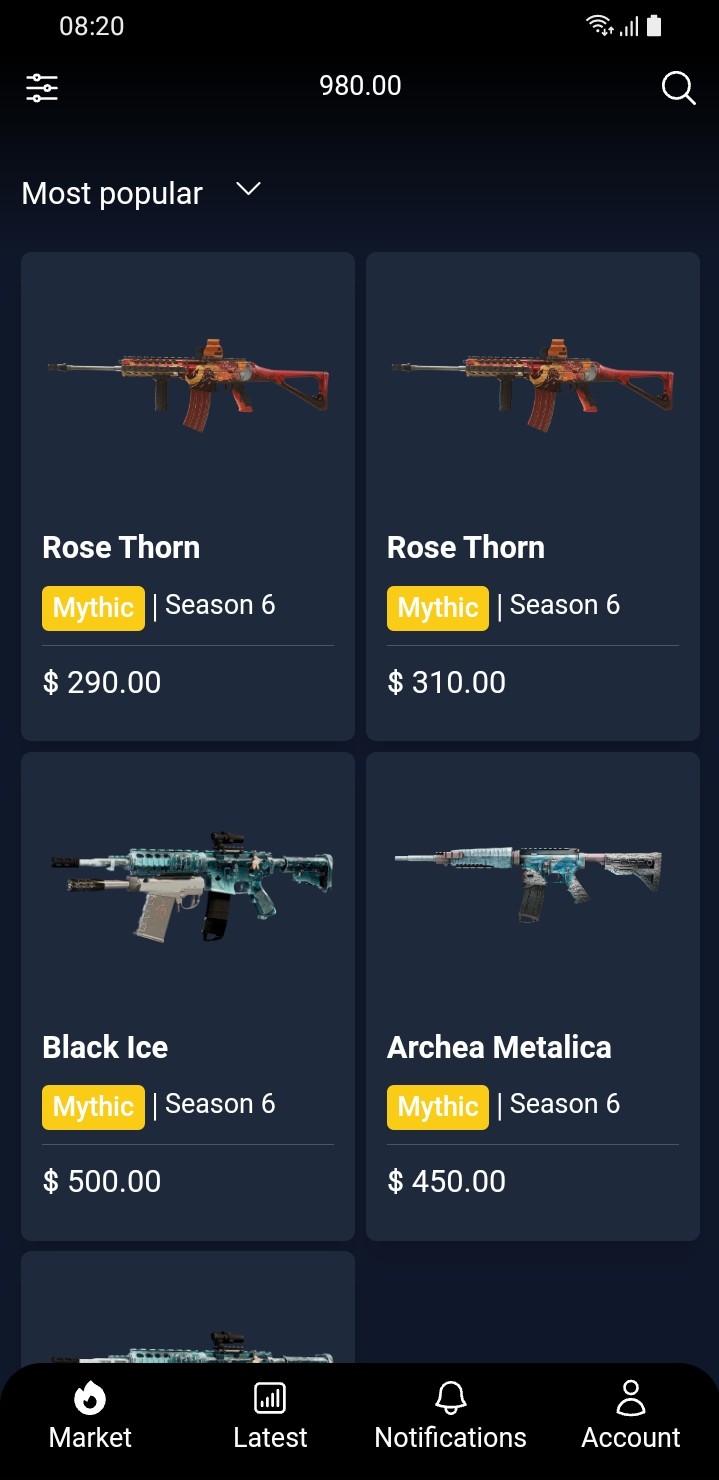 08:20
980.00
Most popular
Rose Thorn
Mythic | Season 6
$ 290.00
Rose Thorn
Mythic | Season 6
$ 310.00
Black Ice
Mythic | Season 6
$ 500.00
Archea Metalica
Mythic | Season 6
$ 450.00
Market
Latest
Notifications
Account